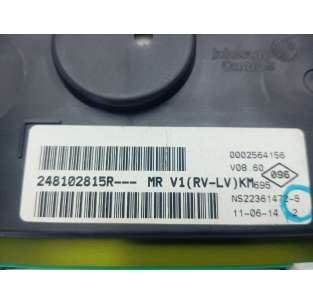 Johnson
Controls
0002564156
V08.60
096
248102815R--- MR V1(RV-LV)KM
695
NS22361472-5
11-06-14 2